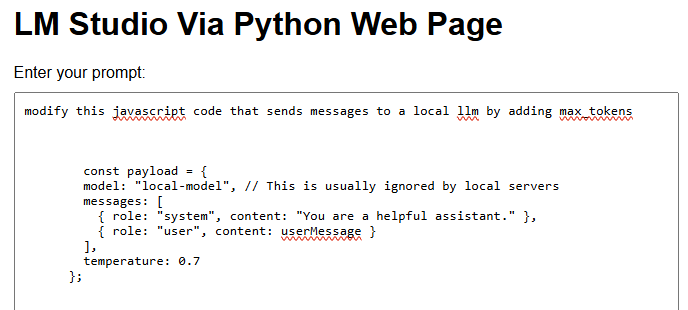 LM Studio Via Python Web Page
Enter your prompt:
modify this javascript code that sends messages to a local llm by adding max_tokens
const payload = {
model: "local-model", // This is usually ignored by local servers
messages: [
{ role: "system", content: "You are a helpful assistant." },
{ role: "user", content: userMessage }
],
temperature: 0.7
};